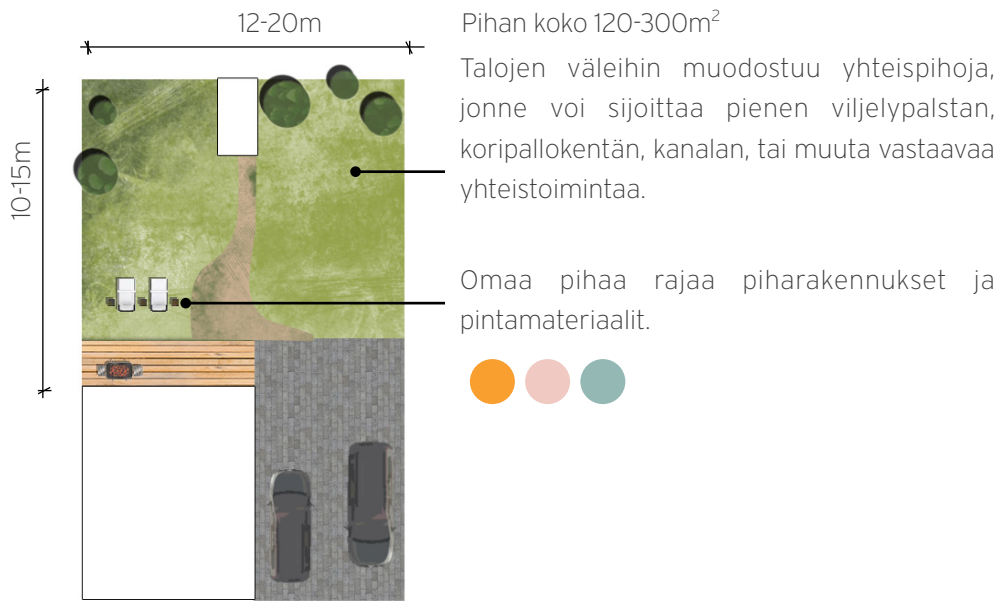 12-20m
Pihan koko 120-300m²
Talojen väleihin muodostuu yhteispihoja,
jonne voi sijoittaa pienen viljelypalstan,
koripallokentän, kanalan, tai muuta vastaavaa
yhteistoimintaa.
10-15m
Omaa pihaa rajaa piharakennukset ja
pintamateriaalit.